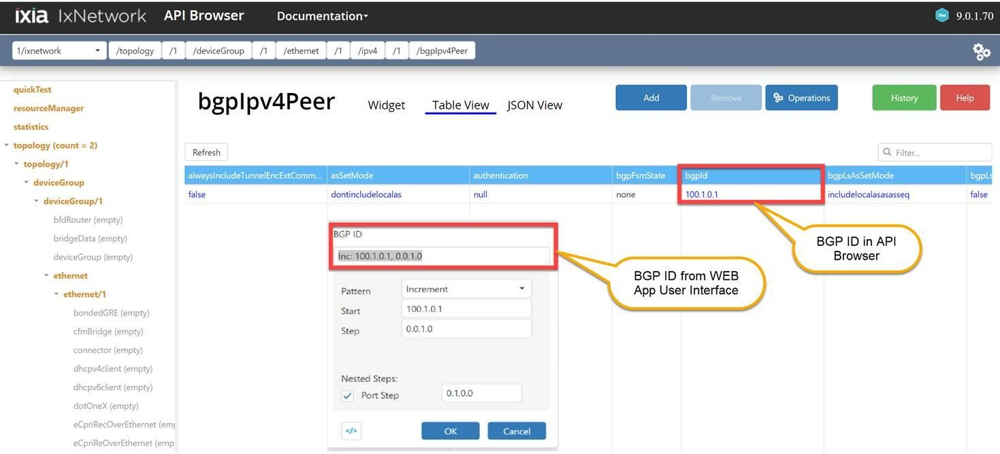 ixia IxNetwork API Browser Documentation Nw 9.0.1.70
1/ixnetwork /topology /1 /deviceGroup /1 /ethernet /1 /ipv4 /1 /bgpIpv4Peer
quickTest
resourceManager
statistics
topology (count = 2)
topology/1
deviceGroup
deviceGroup/1
bfdRouter (empty)
bridgeData (empty)
deviceGroup (empty)
ethernet
ethernet/1
bondedGRE (empty)
cfmBridge (empty)
connector (empty)
dhcpv4client (empty)
dhcpv6client (empty)
dotOneX (empty)
eCpriRecOverEthernet (emp
eCpriReOverEthernet (emp
bgpIpv4Peer Widget Table View JSON View Add Remove Operations History Help
Refresh Filter...
alwaysIncludeTunnelEncExtComm... asSetMode authentication bgpFsmState bgpId bgpLsAsSetMode bgpLs
false dontincludelocalas null none 100.1.0.1 includelocalasasasseq false
BGP ID in API
Browser
BGP ID
Inc: 100.1.0.1, 0.0.1.0
BGP ID from WEB
App User Interface
Pattern Increment
Start 100.1.0.1
Step 0.0.1.0
Nested Steps:
Port Step 0.1.0.0
</> OK Cancel